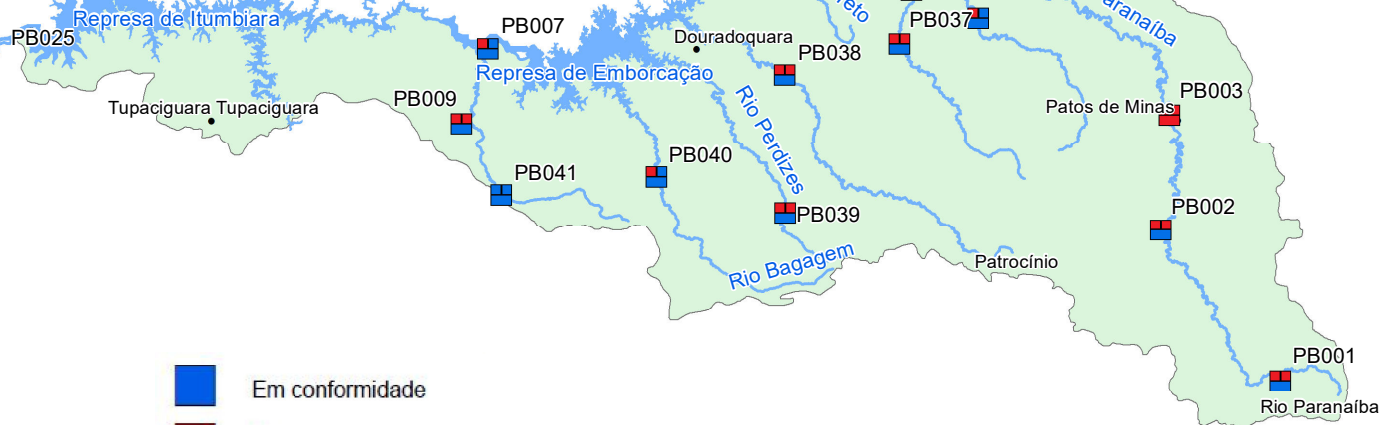 Represa de Itumbiara
PB025
PB007
PB037
Douradoquara
PB038
Represa de Emborcação
PB009
Tupaciguara Tupaciguara
Rio Perdizes
Patos de Minas
PB003
PB040
PB041
PB039
PB002
Rio Bagagem
Patrocínio
PB001
Rio Paranaíba
Em conformidade